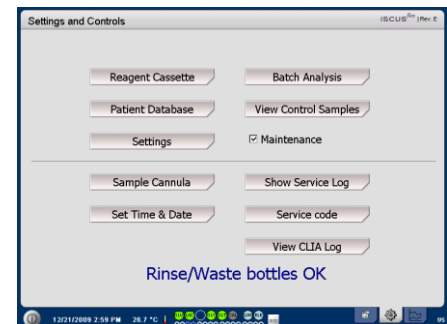 Settings and Controls
ISCUSflex | Rev. E
Reagent Cassette
Batch Analysis
Patient Database
View Control Samples
Settings
Maintenance
Sample Cannula
Show Service Log
Set Time & Date
Service code
View CLIA Log
Rinse/Waste bottles OK
12/21/2009 2:59 PM 28.7 °C